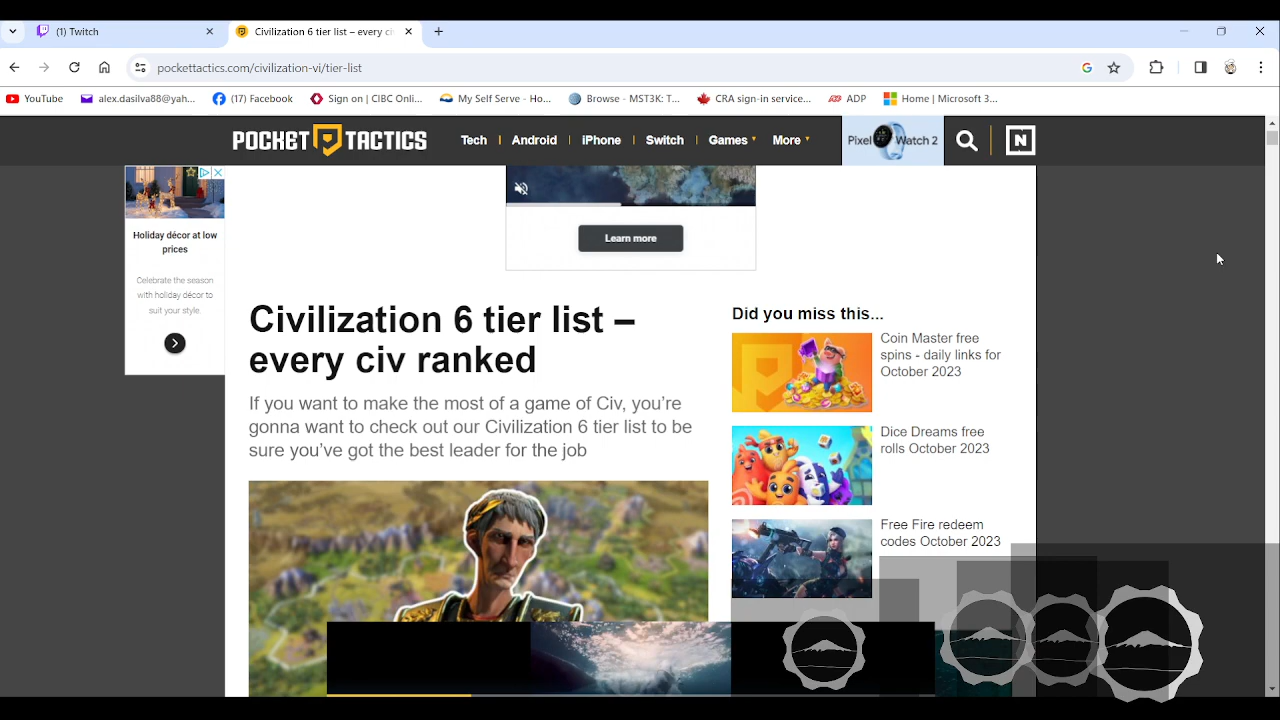 (1) Twitch
Civilization 6 tier list – every ci
pockettactics.com/civilization-vi/tier-list
YouTube
alex.dasilva88@yah...
(17) Facebook
Sign on | CIBC Onli...
My Self Serve - Ho...
Browse - MST3K: T...
CRA sign-in service...
ADP
Home | Microsoft 3...
POCKET TACTICS
Tech
Android
iPhone
Switch
Games
More
Pixel Watch 2
N
Holiday décor at low
prices
Celebrate the season
with holiday décor to
suit your style.
Learn more
Civilization 6 tier list –
every civ ranked
If you want to make the most of a game of Civ, you’re
gonna want to check out our Civilization 6 tier list to be
sure you’ve got the best leader for the job
Did you miss this...
Coin Master free
spins - daily links for
October 2023
Dice Dreams free
rolls October 2023
Free Fire redeem
codes October 2023